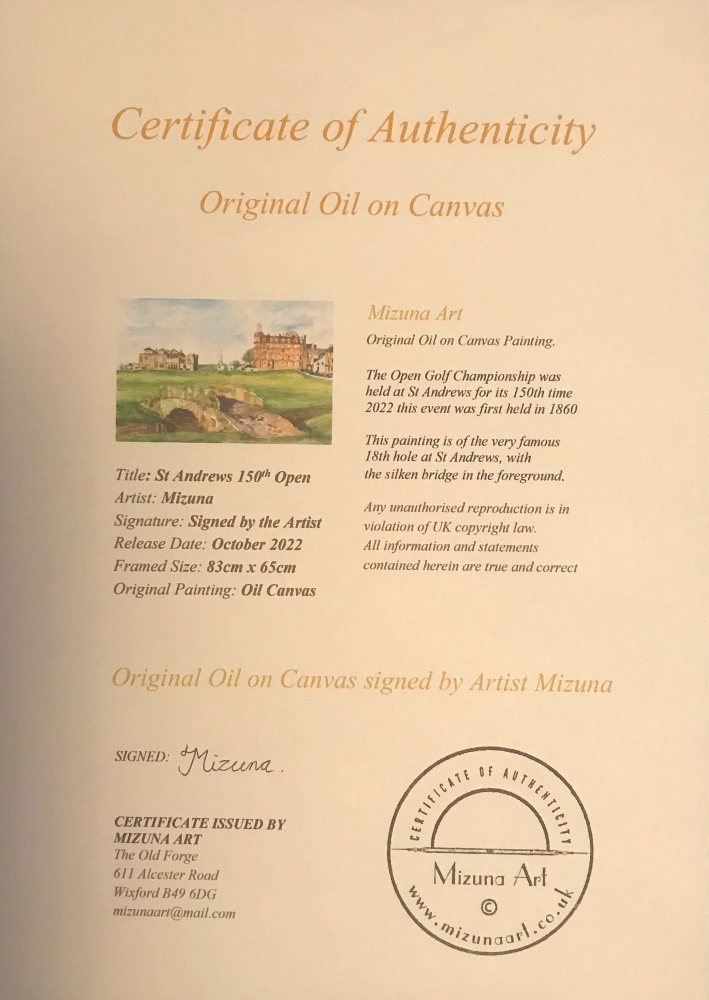 Certificate of Authenticity
Original Oil on Canvas
Mizuna Art
Original Oil on Canvas Painting.
The Open Golf Championship was
held at St Andrews for its 150th time
2022 this event was first held in 1860
This painting is of the very famous
18th hole at St Andrews, with
the silken bridge in the foreground.
Any unauthorised reproduction is in
violation of UK copyright law.
All information and statements
contained herein are true and correct
Title: St Andrews 150th Open
Artist: Mizuna
Signature: Signed by the Artist
Release Date: October 2022
Framed Size: 83cm x 65cm
Original Painting: Oil Canvas
Original Oil on Canvas signed by Artist Mizuna
SIGNED: Mizuna.
CERTIFICATE ISSUED BY
MIZUNA ART
The Old Forge
611 Alcester Road
Wixford B49 6DG
mizunaart@mail.com
CERTIFICATE OF AUTHENTICITY
Mizuna Art
©
www.mizunaart.co.uk